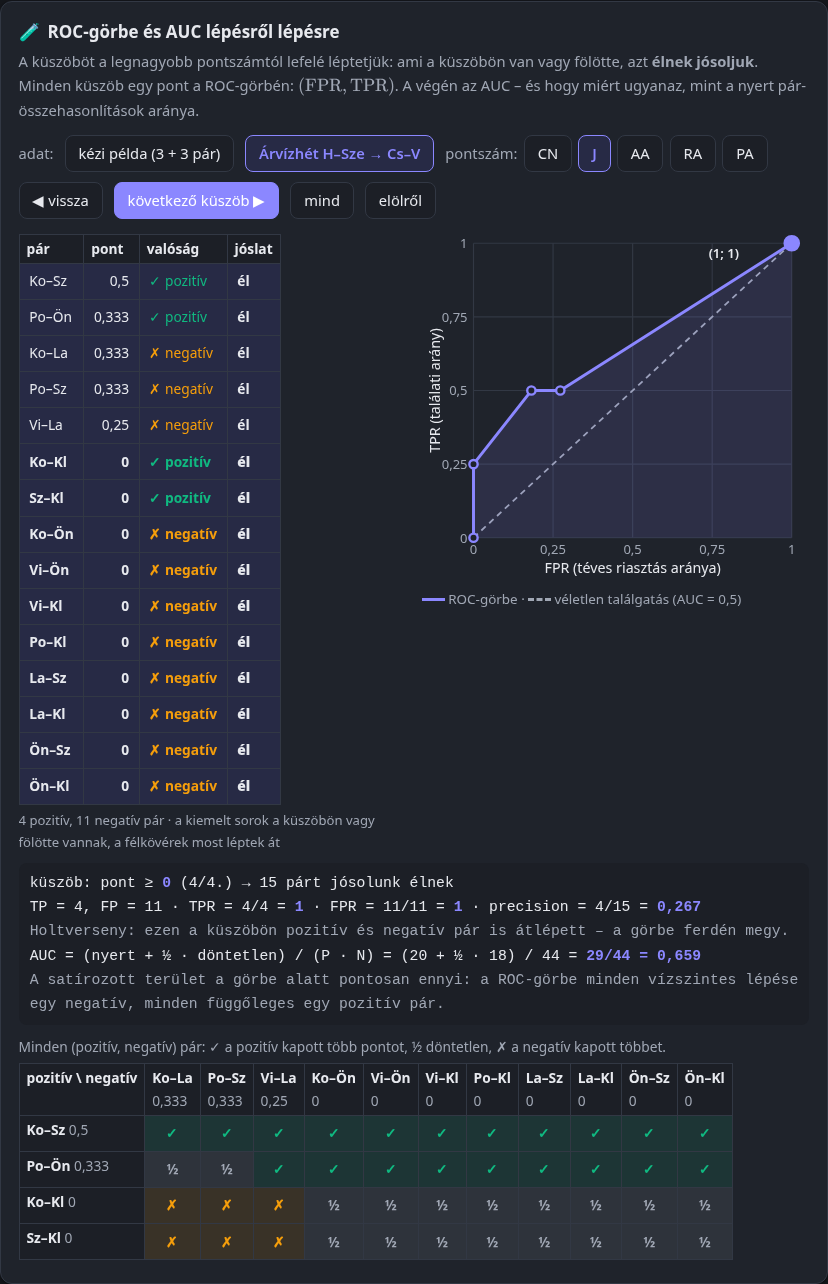 🧪 ROC-görbe és AUC lépésről lépésre
A küszöböt a legnagyobb pontszámtól lefelé léptetjük: ami a küszöbön van vagy fölötte, azt élnek jósoljuk.
Minden küszöb egy pont a ROC-görbén: (FPR, TPR). A végén az AUC – és hogy miért ugyanaz, mint a nyert pár-
összehasonlítások aránya.
adat: kézi példa (3 + 3 pár) Árvízhét H–Sze → Cs–V pontszám: CN J AA RA PA
◀ vissza következő küszöb ▶ mind elölről
pár pont valóság jóslat
Ko–Sz 0,5 ✓ pozitív él
Po–Ön 0,333 ✓ pozitív él
Ko–La 0,333 ✗ negatív él
Po–Sz 0,333 ✗ negatív él
Vi–La 0,25 ✗ negatív él
Ko–Kl 0 ✓ pozitív él
Sz–Kl 0 ✓ pozitív él
Ko–Ön 0 ✗ negatív él
Vi–Ön 0 ✗ negatív él
Vi–Kl 0 ✗ negatív él
Po–Kl 0 ✗ negatív él
La–Sz 0 ✗ negatív él
La–Kl 0 ✗ negatív él
Ön–Sz 0 ✗ negatív él
Ön–Kl 0 ✗ negatív él
4 pozitív, 11 negatív pár · a kiemelt sorok a küszöbön vagy
fölötte vannak, a félkövérek most léptek át
TPR (találati arány)
1
(1; 1)
0,75
0,5
0,25
0
0 0,25 0,5 0,75 1
FPR (téves riasztás aránya)
ROC-görbe · véletlen találgatás (AUC = 0,5)
küszöb: pont ≥ 0 (4/4.) → 15 párt jósolunk élnek
TP = 4, FP = 11 · TPR = 4/4 = 1 · FPR = 11/11 = 1 · precision = 4/15 = 0,267
Holtverseny: ezen a küszöbön pozitív és negatív pár is átlépett – a görbe ferdén megy.
AUC = (nyert + ½ · döntetlen) / (P · N) = (20 + ½ · 18) / 44 = 29/44 = 0,659
A satírozott terület a görbe alatt pontosan ennyi: a ROC-görbe minden vízszintes lépése
egy negatív, minden függőleges egy pozitív pár.
Minden (pozitív, negatív) pár: ✓ a pozitív kapott több pontot, ½ döntetlen, ✗ a negatív kapott többet.
pozitív \ negatív Ko–La Po–Sz Vi–La Ko–Ön Vi–Ön Vi–Kl Po–Kl La–Sz La–Kl Ön–Sz Ön–Kl
0,333 0,333 0,25 0 0 0 0 0 0 0 0
Ko–Sz 0,5 ✓ ✓ ✓ ✓ ✓ ✓ ✓ ✓ ✓ ✓ ✓
Po–Ön 0,333 ½ ½ ✓ ✓ ✓ ✓ ✓ ✓ ✓ ✓ ✓
Ko–Kl 0 ✗ ✗ ✗ ½ ½ ½ ½ ½ ½ ½ ½
Sz–Kl 0 ✗ ✗ ✗ ½ ½ ½ ½ ½ ½ ½ ½